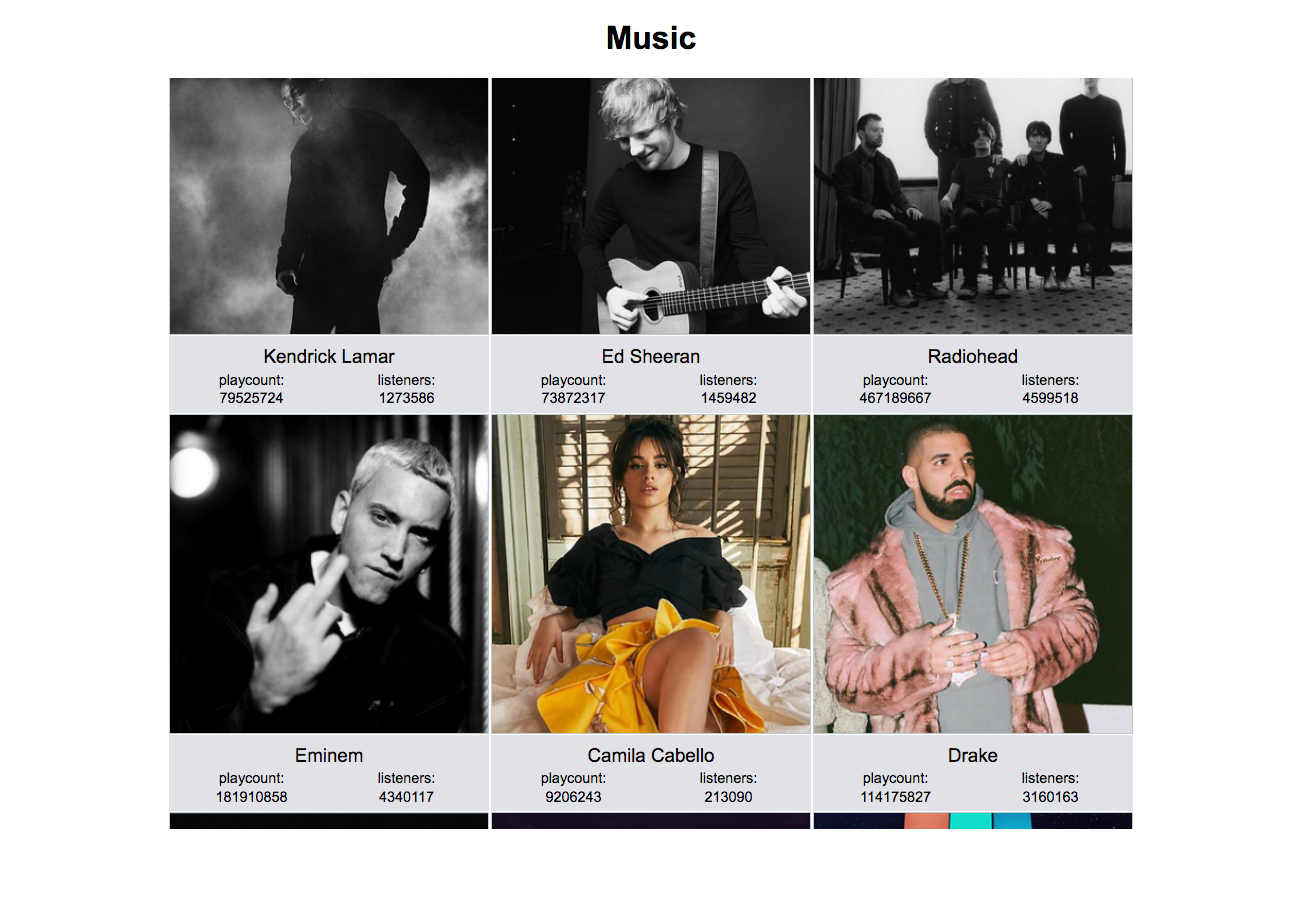 Music
Kendrick Lamar
playcount: listeners:
79525724 1273586
Ed Sheeran
playcount: listeners:
73872317 1459482
Radiohead
playcount: listeners:
467189667 4599518
Eminem
playcount: listeners:
181910858 4340117
Camila Cabello
playcount: listeners:
9206243 213090
Drake
playcount: listeners:
114175827 3160163